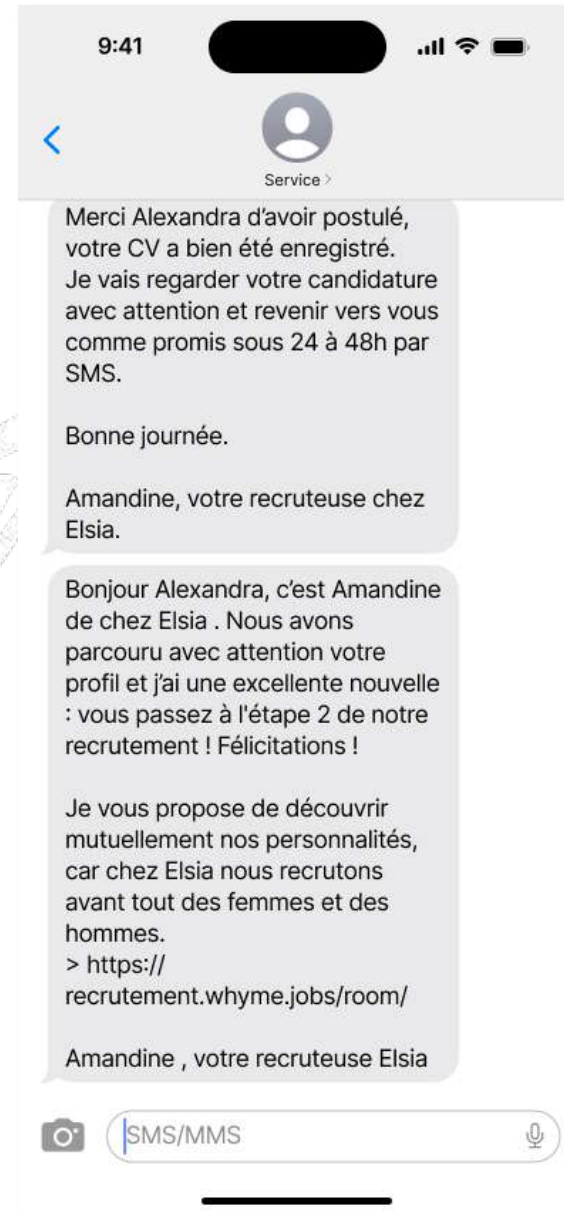 9:41
Service >
Merci Alexandra d’avoir postulé,
votre CV a bien été enregistré.
Je vais regarder votre candidature
avec attention et revenir vers vous
comme promis sous 24 à 48h par
SMS.
Bonne journée.
Amandine, votre recruteuse chez
Elsia.
Bonjour Alexandra, c’est Amandine
de chez Elsia . Nous avons
parcouru avec attention votre
profil et j’ai une excellente nouvelle
: vous passez à l'étape 2 de notre
recrutement ! Félicitations !
Je vous propose de découvrir
mutuellement nos personnalités,
car chez Elsia nous recrutons
avant tout des femmes et des
hommes.
> https://
recrutement.whyme.jobs/room/
Amandine , votre recruteuse Elsia
SMS/MMS